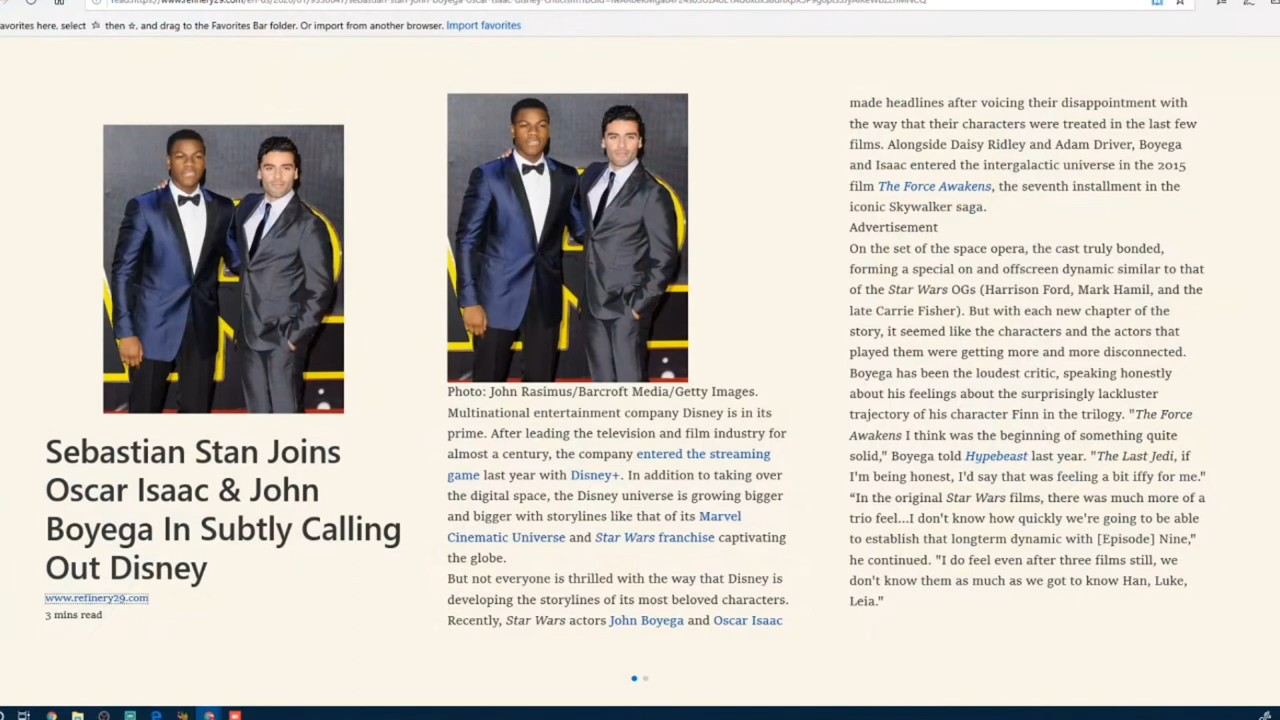 avorites here, select ☆ then ☆, and drag to the Favorites Bar folder. Or import from another browser. Import favorites
Sebastian Stan Joins
Oscar Isaac & John
Boyega In Subtly Calling
Out Disney
www.refinery29.com
3 mins read
Photo: John Rasimus/Barcroft Media/Getty Images.
Multinational entertainment company Disney is in its
prime. After leading the television and film industry for
almost a century, the company entered the streaming
game last year with Disney+. In addition to taking over
the digital space, the Disney universe is growing bigger
and bigger with storylines like that of its Marvel
Cinematic Universe and Star Wars franchise captivating
the globe.
But not everyone is thrilled with the way that Disney is
developing the storylines of its most beloved characters.
Recently, Star Wars actors John Boyega and Oscar Isaac
made headlines after voicing their disappointment with
the way that their characters were treated in the last few
films. Alongside Daisy Ridley and Adam Driver, Boyega
and Isaac entered the intergalactic universe in the 2015
film The Force Awakens, the seventh installment in the
iconic Skywalker saga.
Advertisement
On the set of the space opera, the cast truly bonded,
forming a special on and offscreen dynamic similar to that
of the Star Wars OGs (Harrison Ford, Mark Hamil, and the
late Carrie Fisher). But with each new chapter of the
story, it seemed like the characters and the actors that
played them were getting more and more disconnected.
Boyega has been the loudest critic, speaking honestly
about his feelings about the surprisingly lackluster
trajectory of his character Finn in the trilogy. "The Force
Awakens I think was the beginning of something quite
solid," Boyega told Hypebeast last year. "The Last Jedi, if
I'm being honest, I'd say that was feeling a bit iffy for me."
“In the original Star Wars films, there was much more of a
trio feel...I don't know how quickly we're going to be able
to establish that longterm dynamic with [Episode] Nine,"
he continued. "I do feel even after three films still, we
don't know them as much as we got to know Han, Luke,
Leia."